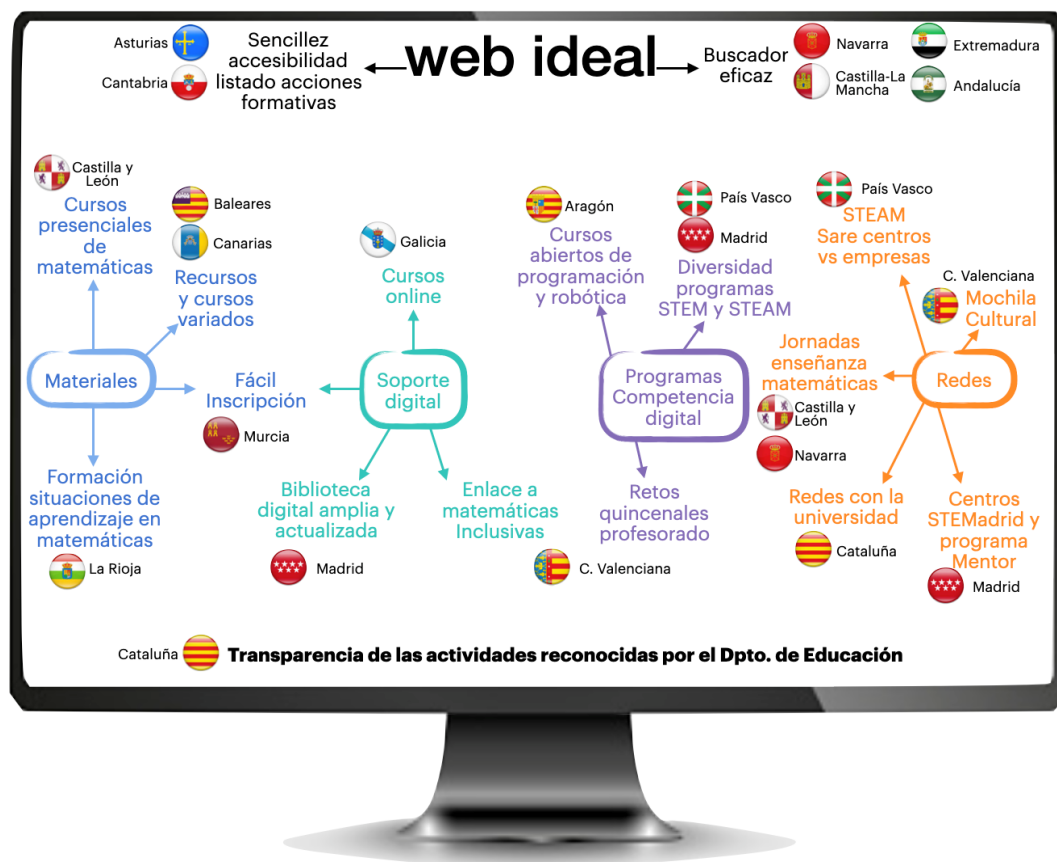 web ideal
Asturias
Cantabria
Sencillez
accesibilidad
listado acciones
formativas
Buscador
eficaz
Navarra
Extremadura
Castilla-La
Mancha
Andalucía
Castilla y
León
Cursos
presenciales
de
matemáticas
Baleares
Canarias
Recursos
y cursos
variados
Materiales
Fácil
Inscripción
Murcia
Formación
situaciones de
aprendizaje en
matemáticas
La Rioja
Galicia
Cursos
online
Soporte
digital
Biblioteca
digital amplia y
actualizada
Madrid
Enlace a
matemáticas
Inclusivas
C. Valenciana
Aragón
Cursos
abiertos de
programación
y robótica
País Vasco
Madrid
Diversidad
programas
STEM y STEAM
Programas
Competencia
digital
Retos
quincenales
profesorado
País Vasco
STEAM
Sare centros
vs empresas
C. Valenciana
Mochila
Cultural
Jornadas
enseñanza
matemáticas
Castilla y
León
Navarra
Redes
Redes con la
universidad
Cataluña
Centros
STEMadrid y
programa
Mentor
Madrid
Cataluña
Transparencia de las actividades reconocidas por el Dpto. de Educación